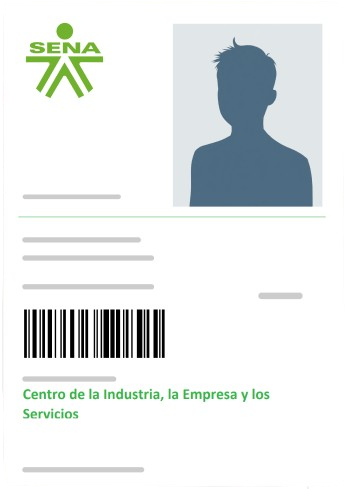 SENA
Centro de la Industria, la Empresa y los
Servicios